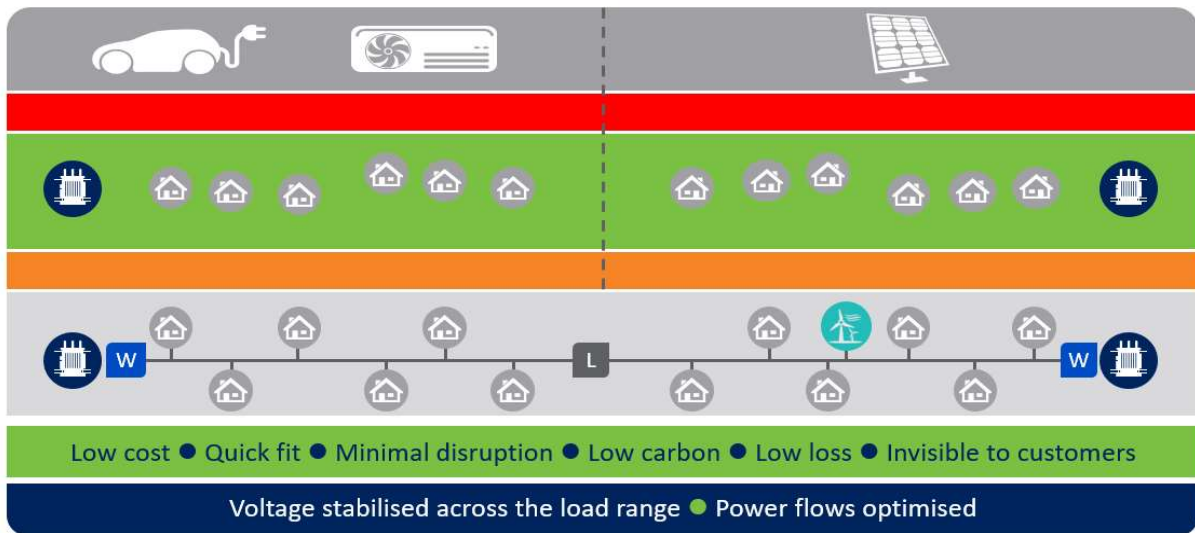 W L W
Low cost ● Quick fit ● Minimal disruption ● Low carbon ● Low loss ● Invisible to customers
Voltage stabilised across the load range ● Power flows optimised